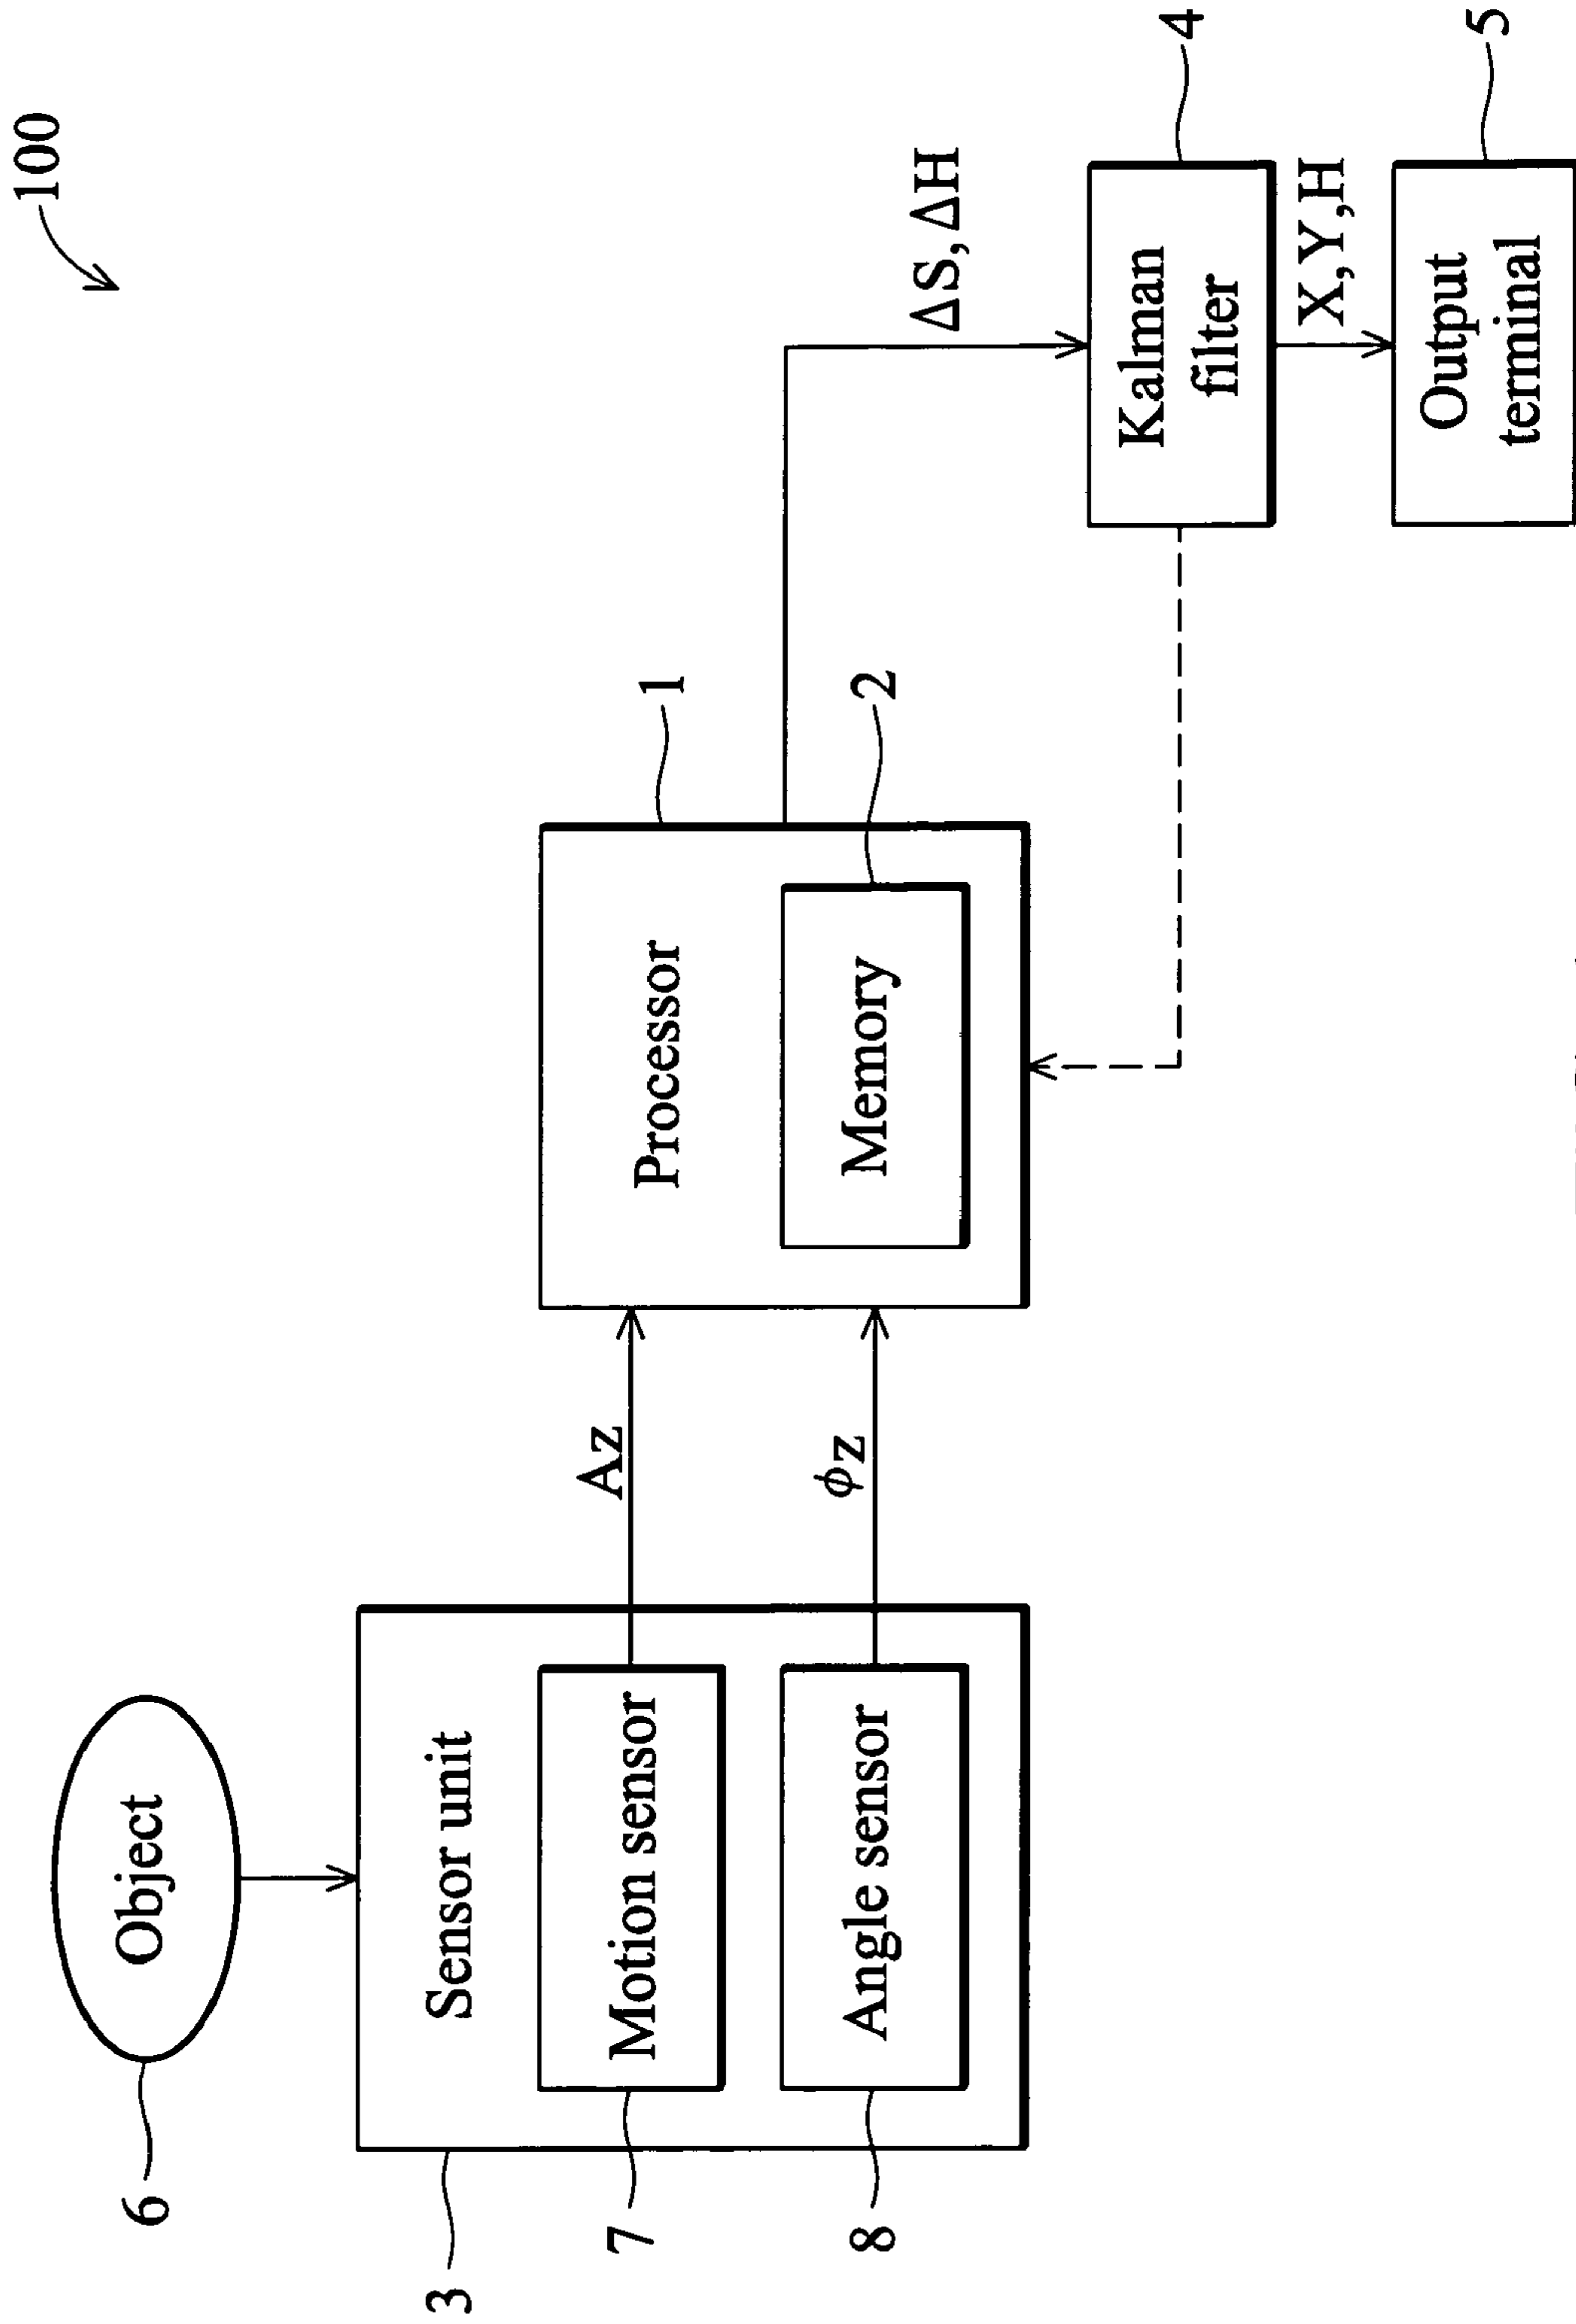 100
Object
6
Sensor unit
3
Motion sensor
7
Angle sensor
8
Az
ϕz
Processor
1
Memory
2
ΔS, ΔH
Kalman
filter
4
X,Y,H
Output
terminal
5